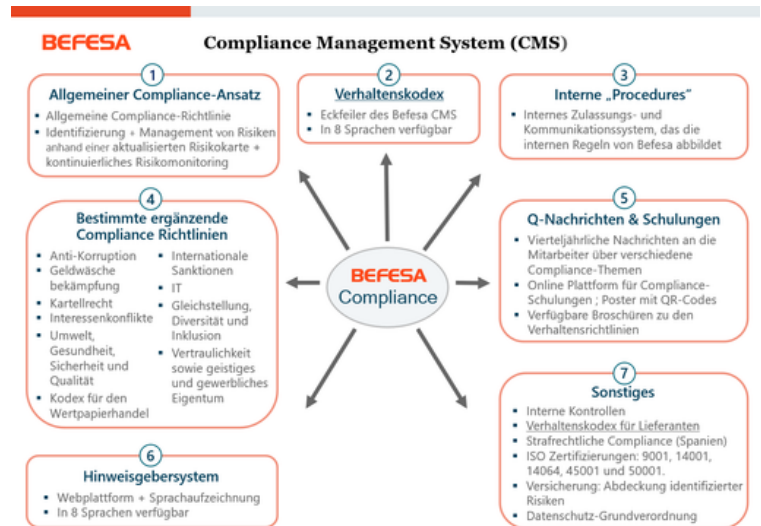 BEFESA
Compliance Management System (CMS)
1
Allgemeiner Compliance-Ansatz
▪ Allgemeine Compliance-Richtlinie
▪ Identifizierung + Management von Risiken
anhand einer aktualisierten Risikokarte +
kontinuierliches Risikomonitoring
2
Verhaltenskodex
▪ Eckfeiler des Befesa CMS
▪ In 8 Sprachen verfügbar
3
Interne „Procedures"
▪ Internes Zulassungs- und
Kommunikationssystem, das die
internen Regeln von Befesa abbildet
4
Bestimmte ergänzende
Compliance Richtlinien
▪ Anti-Korruption
▪ Geldwäsche
bekämpfung
▪ Kartellrecht
▪ Interessenkonflikte
▪ Umwelt,
Gesundheit,
Sicherheit und
Qualität
▪ Kodex für den
Wertpapierhandel
▪ Internationale
Sanktionen
▪ IT
▪ Gleichstellung,
Diversität und
Inklusion
▪ Vertraulichkeit
sowie geistiges
und gewerbliches
Eigentum
BEFESA
Compliance
5
Q-Nachrichten & Schulungen
▪ Vierteljährliche Nachrichten an die
Mitarbeiter über verschiedene
Compliance-Themen
▪ Online Plattform für Compliance-
Schulungen ; Poster mit QR-Codes
▪ Verfügbare Broschüren zu den
Verhaltensrichtlinien
6
Hinweisgebersystem
▪ Webplattform + Sprachaufzeichnung
▪ In 8 Sprachen verfügbar
7
Sonstiges
▪ Interne Kontrollen
▪ Verhaltenskodex für Lieferanten
▪ Strafrechtliche Compliance (Spanien)
▪ ISO Zertifizierungen: 9001, 14001,
14064, 45001 und 50001.
▪ Versicherung: Abdeckung identifizierter
Risiken
▪ Datenschutz-Grundverordnung